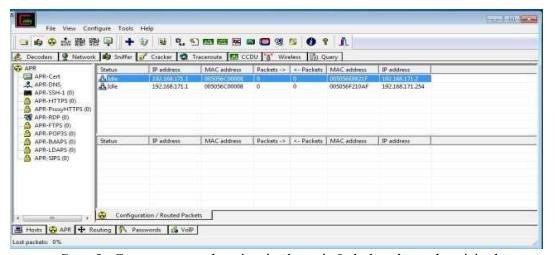 File View Configure Tools Help
Decoders Network Sniffer Cracker Traceroute CCDU Wireless Query
APR
APR-Cert
APR-DNS
APR-SSH-1 (0)
APR-HTTPS (0)
APR-ProxyHTTPS (0)
APR-RDP (0)
APR-FTPS (0)
APR-POP3S (0)
APR-IMAPS (0)
APR-LDAPS (0)
APR-SIPS (0)
Status IP address MAC address Packets -> <- Packets MAC address IP address
Idle 192.168.171.1 005056C00008 0 0 192.168.171.2
Idle 192.168.171.1 005056C00008 0 0 005056F210AF 192.168.171.254
Status IP address MAC address Packets -> <- Packets MAC address IP address
Configuration / Routed Packets
Hosts APR Routing Passwords VoIP
Lost packets: 0%